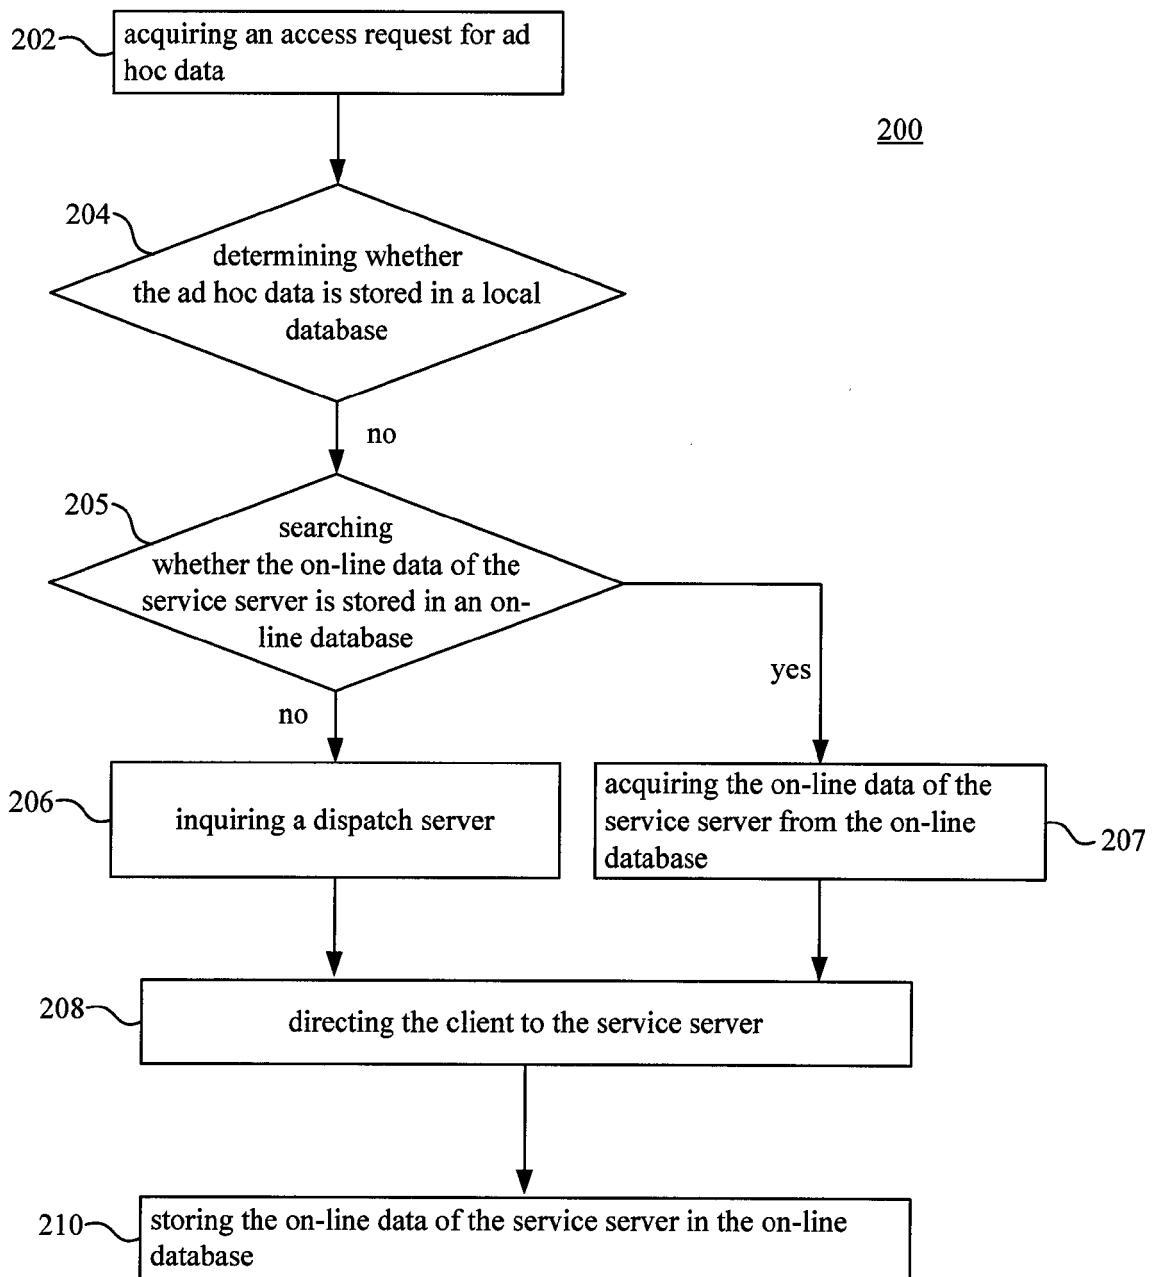 202
acquiring an access request for ad
hoc data
200
204
determining whether
the ad hoc data is stored in a local
database
no
205
searching
whether the on-line data of the
service server is stored in an on-
line database
yes
no
206
inquiring a dispatch server
acquiring the on-line data of the
service server from the on-line
database
207
208
directing the client to the service server
210
storing the on-line data of the service server in the on-line
database